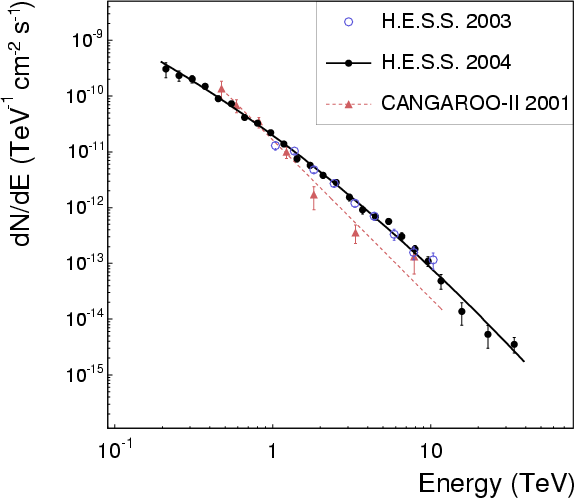 H.E.S.S. 2003
H.E.S.S. 2004
CANGAROO-II 2001
dN/dE (TeV⁻¹ cm⁻² s⁻¹)
10⁻⁹
10⁻¹⁰
10⁻¹¹
10⁻¹²
10⁻¹³
10⁻¹⁴
10⁻¹⁵
10⁻¹ 1 10
Energy (TeV)